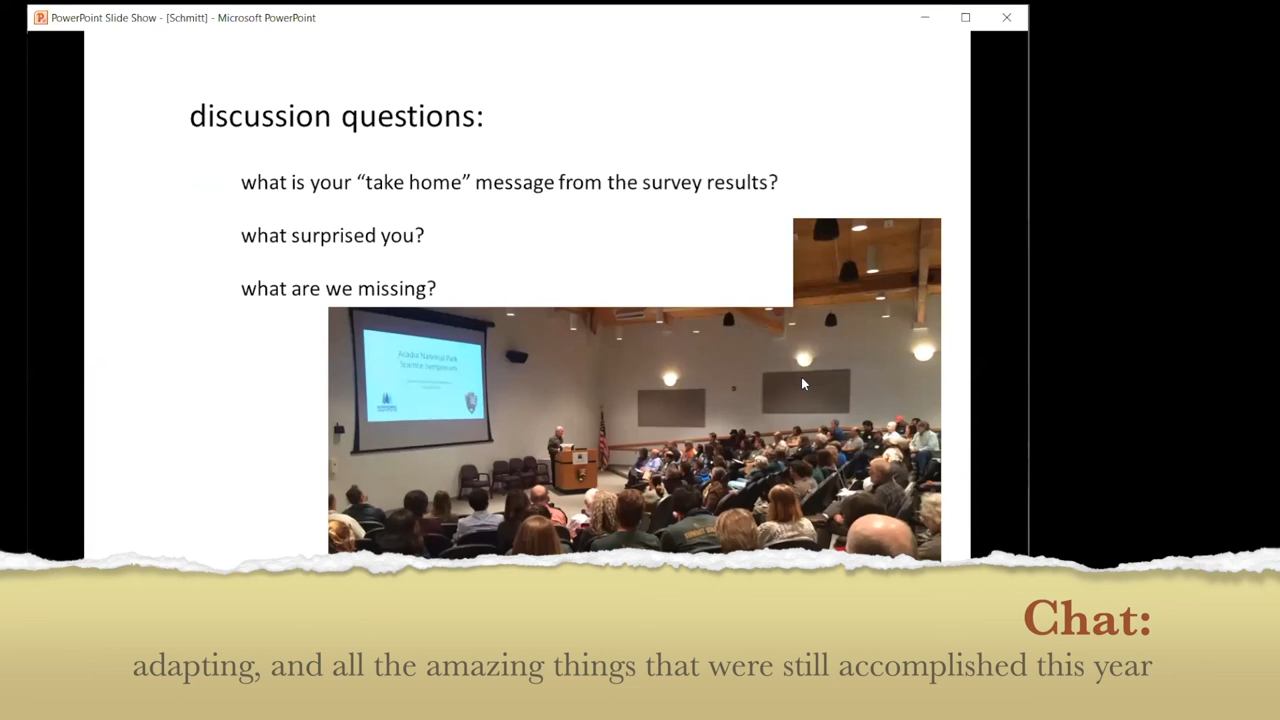 PowerPoint Slide Show - [Schmitt] - Microsoft PowerPoint
discussion questions:
what is your “take home” message from the survey results?
what surprised you?
what are we missing?
Acadia National Park
Science Symposium
Chat:
adapting, and all the amazing things that were still accomplished this year